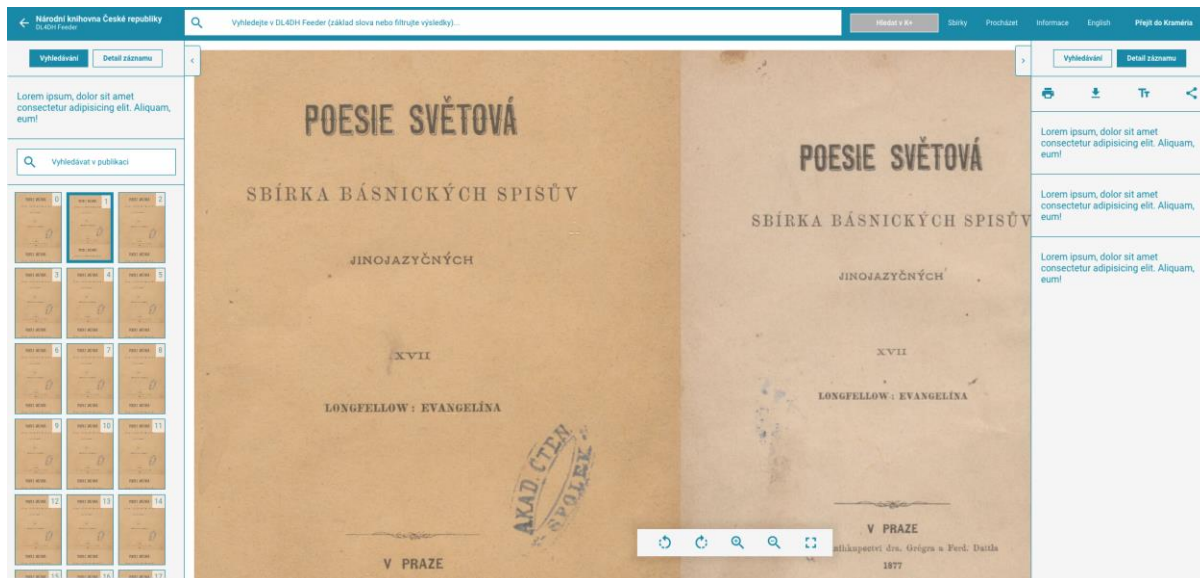 Národní knihovna České republiky
DL4DH Feeder
Vyhledejte v DL4DH Feeder (základ slova nebo filtrujte výsledky)...
Hledat v K+
Sbírky
Procházet
Informace
English
Přejít do Kraméria
Vyhledávání
Detail záznamu
Lorem ipsum, dolor sit amet
consectetur adipisicing elit. Aliquam,
eum!
Vyhledávat v publikaci
0
1
2
3
4
5
6
7
8
9
10
11
12
13
14
15
16
17
POESIE SVĚTOVÁ
SBÍRKA BÁSNICKÝCH SPISŮV
JINOJAZYČNÝCH
XVII
LONGFELLOW: EVANGELÍNA
AKAD. ČTEN.
SPOLEK
V PRAZE
POESIE SVĚTOVÁ
SBÍRKA BÁSNICKÝCH SPISŮV
JINOJAZYČNÝCH
XVII
LONGFELLOW: EVANGELÍNA
V PRAZE
dra. Grégra a Ferd. Dattla
1877
Vyhledávání
Detail záznamu
Tт
Lorem ipsum, dolor sit amet
consectetur adipisicing elit. Aliquam,
eum!
Lorem ipsum, dolor sit amet
consectetur adipisicing elit. Aliquam,
eum!
Lorem ipsum, dolor sit amet
consectetur adipisicing elit. Aliquam,
eum!